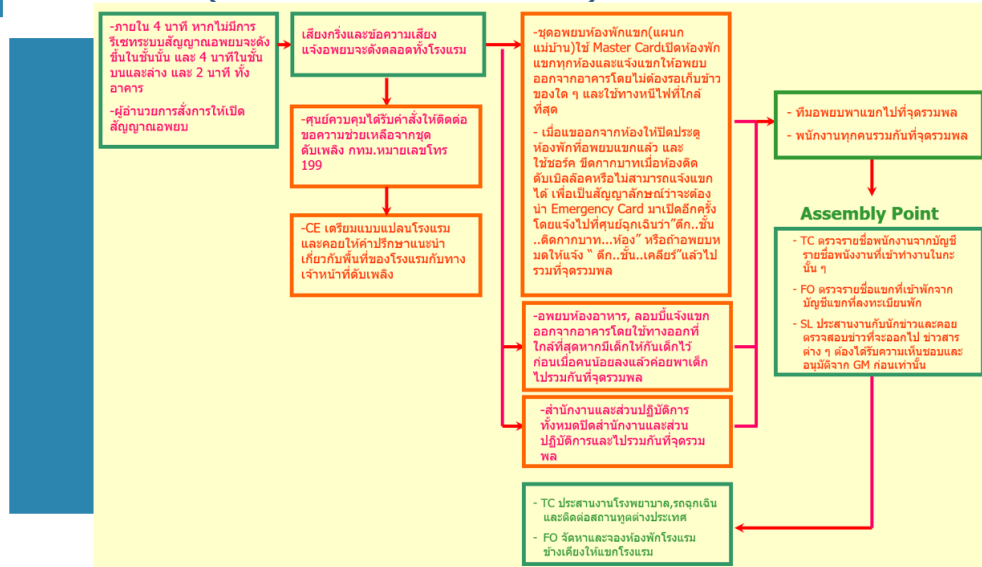 -ภายใน 4 นาที หากไม่มีการ
รีเซทระบบสัญญาณอพยบจะดัง
ขึ้นในชั้นนั้น และ 4 นาทีในชั้น
บนและล่าง และ 2 นาที ทั้ง
อาคาร
-ผู้อำนวยการสั่งการให้เปิด
สัญญาณอพยบ
เสียงกริ่งและข้อความเสียง
แจ้งอพยบจะดังตลอดทั้งโรงแรม
-ศูนย์ควบคุมได้รับคำสั่งให้ติดต่อ
ขอความช่วยเหลือจากชุด
ดับเพลิง กทม.หมายเลขโทร
199
-CE เตรียมแบบแปลนโรงแรม
และคอยให้คำปรึกษาแนะนำ
เกี่ยวกับพื้นที่ของโรงแรมกับทาง
เจ้าหน้าที่ดับเพลิง
-ชุดอพยบห้องพักแขก(แผนก
แม่บ้าน)ใช้ Master Cardเปิดห้องพัก
แขกทุกห้องและแจ้งแขกให้อพยบ
ออกจากอาคารโดยไม่ต้องรอเก็บข้าว
ของใด ๆ และใช้ทางหนีไฟที่ใกล้
ที่สุด
- เมื่อแขออกจากห้องให้ปิดประตู
ห้องพักที่อพยบแขกแล้ว และ
ใช้ชอร์ค ขีดกากบาทเมื่อห้องติด
ดับเบิลล๊อคหรือไม่สามารถแจ้งแขก
ได้ เพื่อเป็นสัญญาลักษณ์ว่าจะต้อง
นำ Emergency Card มาเปิดอีกครั้ง
โดยแจ้งไปที่ศูนย์ฉุกเฉินว่า"ตึก..ชั้น
..ติดกากบาท...ห้อง" หรือถ้าอพยบห
มดให้แจ้ง " ตึก..ชั้น..เคลียร์"แล้วไป
รวมที่จุดรวมพล
-อพยบห้องอาหาร, ลอบบี้แจ้งแขก
ออกจากอาคารโดยใช้ทางออกที่
ใกล้ที่สุดหากมีเด็กให้กันเด็กไว้
ก่อนเมื่อคนน้อยลงแล้วค่อยพาเด็ก
ไปรวมกันที่จุดรวมพล
-สำนักงานและส่วนปฏิบัติการ
ทั้งหมดปิดสำนักงานและส่วน
ปฏิบัติการและไปรวมกันที่จุดรวม
พล
- ทีมอพยบพาแขกไปที่จุดรวมพล
- พนักงานทุกคนรวมกันที่จุดรวมพล
Assembly Point
- TC ตรวจรายชื่อพนักงานจากบัญชี
รายชื่อพนังงานที่เข้าทำงานในกะ
นั้น ๆ
- FO ตรวจรายชื่อแขกที่เข้าพักจาก
บัญชีแขกที่ลงทะเบียนพัก
- SL ประสานงานกับนักข่าวและคอย
ตรวจสอบข่าวที่จะออกไป ข่าวสาร
ต่าง ๆ ต้องได้รับความเห็นชอบและ
อนุมัติจาก GM ก่อนเท่านั้น
- TC ประสานงานโรงพยาบาล,รถฉุกเฉิน
และติดต่อสถานทูตต่างประเทศ
- FO จัดหาและจองห้องพักโรงแรม
ข้างเคียงให้แขกโรงแรม